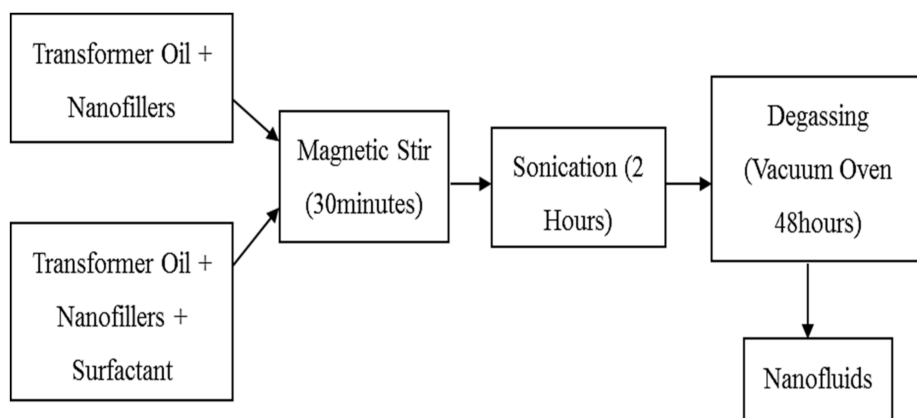 Transformer Oil +
Nanofillers
Transformer Oil +
Nanofillers +
Surfactant
Magnetic Stir
(30minutes)
Sonication (2
Hours)
Degassing
(Vacuum Oven
48hours)
Nanofluids